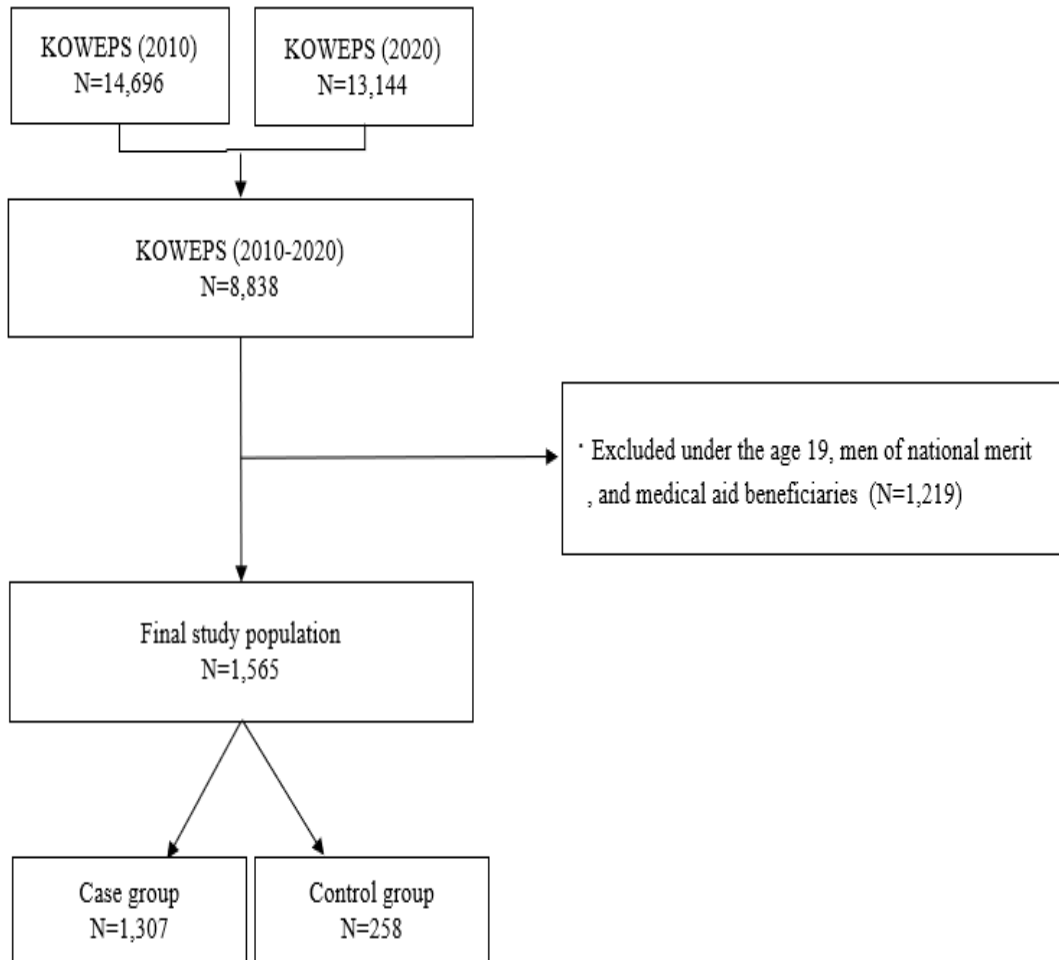 KOWEPS (2010)
N=14,696
KOWEPS (2020)
N=13,144
KOWEPS (2010-2020)
N=8,838
· Excluded under the age 19, men of national merit
, and medical aid beneficiaries (N=1,219)
Final study population
N=1,565
Case group
N=1,307
Control group
N=258